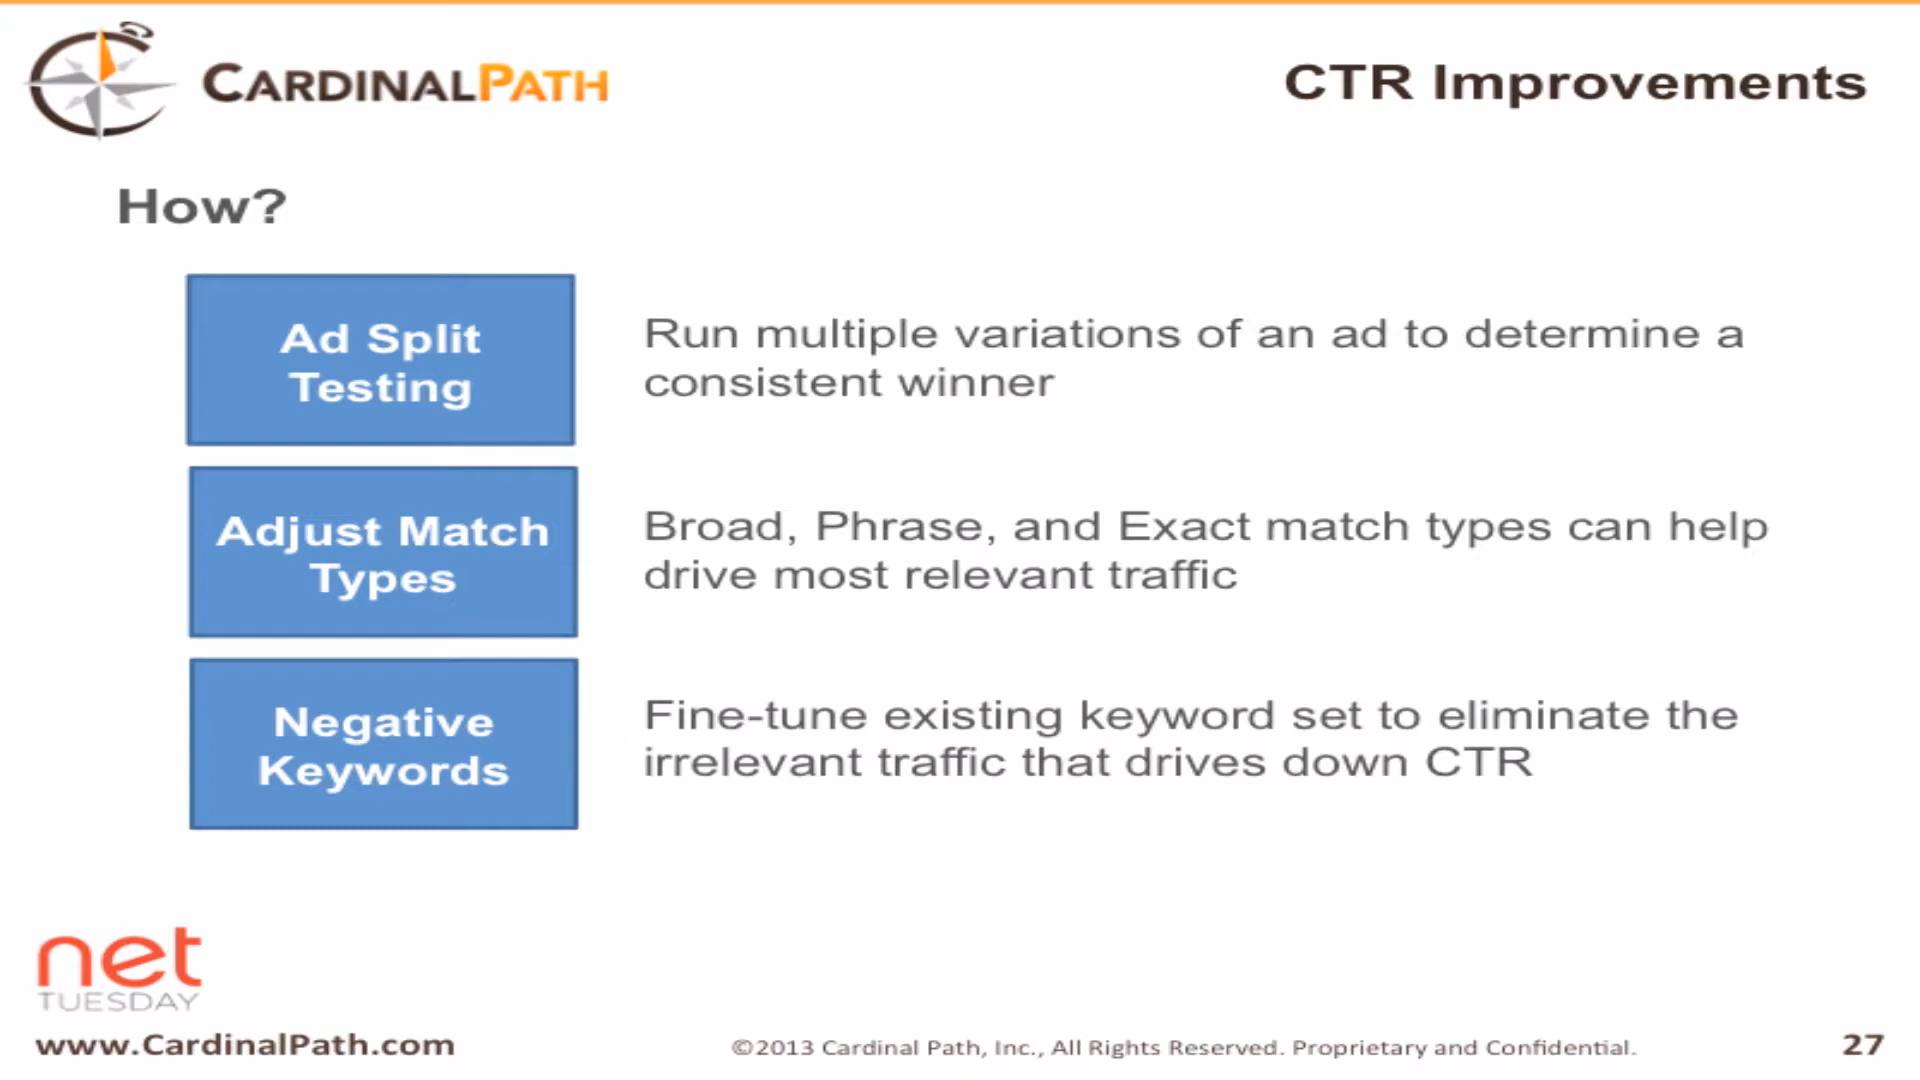 CARDINALPATH
CTR Improvements
How?
Ad Split
Testing
Run multiple variations of an ad to determine a
consistent winner
Adjust Match
Types
Broad, Phrase, and Exact match types can help
drive most relevant traffic
Negative
Keywords
Fine-tune existing keyword set to eliminate the
irrelevant traffic that drives down CTR
net
TUESDAY
www.CardinalPath.com
©2013 Cardinal Path, Inc., All Rights Reserved. Proprietary and Confidential.
27